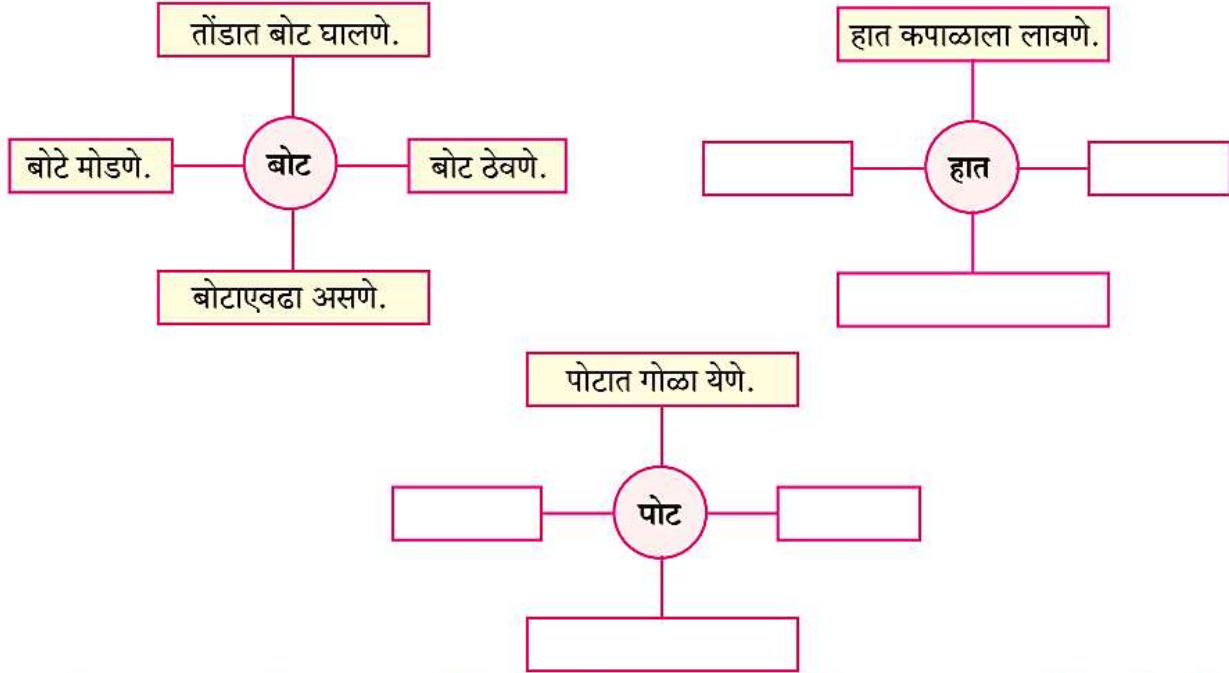 तोंडात बोट घालणे.
बोटे मोडणे.
बोट
बोट ठेवणे.
बोटाएवढा असणे.
हात कपाळाला लावणे.
हात
पोटात गोळा येणे.
पोट